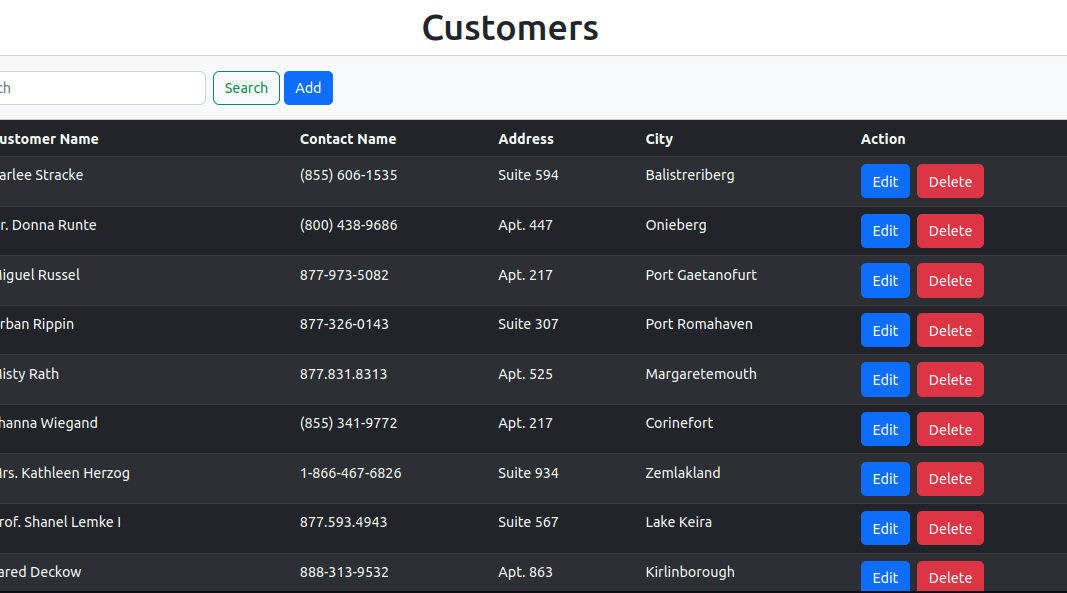 Customers
ch Search Add
ustomer Name Contact Name Address City Action
arlee Stracke (855) 606-1535 Suite 594 Balistreriberg Edit Delete
r. Donna Runte (800) 438-9686 Apt. 447 Onieberg Edit Delete
iguel Russel 877-973-5082 Apt. 217 Port Gaetanofurt Edit Delete
rban Rippin 877-326-0143 Suite 307 Port Romahaven Edit Delete
isty Rath 877.831.8313 Apt. 525 Margaretemouth Edit Delete
hanna Wiegand (855) 341-9772 Apt. 217 Corinefort Edit Delete
rs. Kathleen Herzog 1-866-467-6826 Suite 934 Zemlakland Edit Delete
rof. Shanel Lemke I 877.593.4943 Suite 567 Lake Keira Edit Delete
ared Deckow 888-313-9532 Apt. 863 Kirlinborough Edit Delete